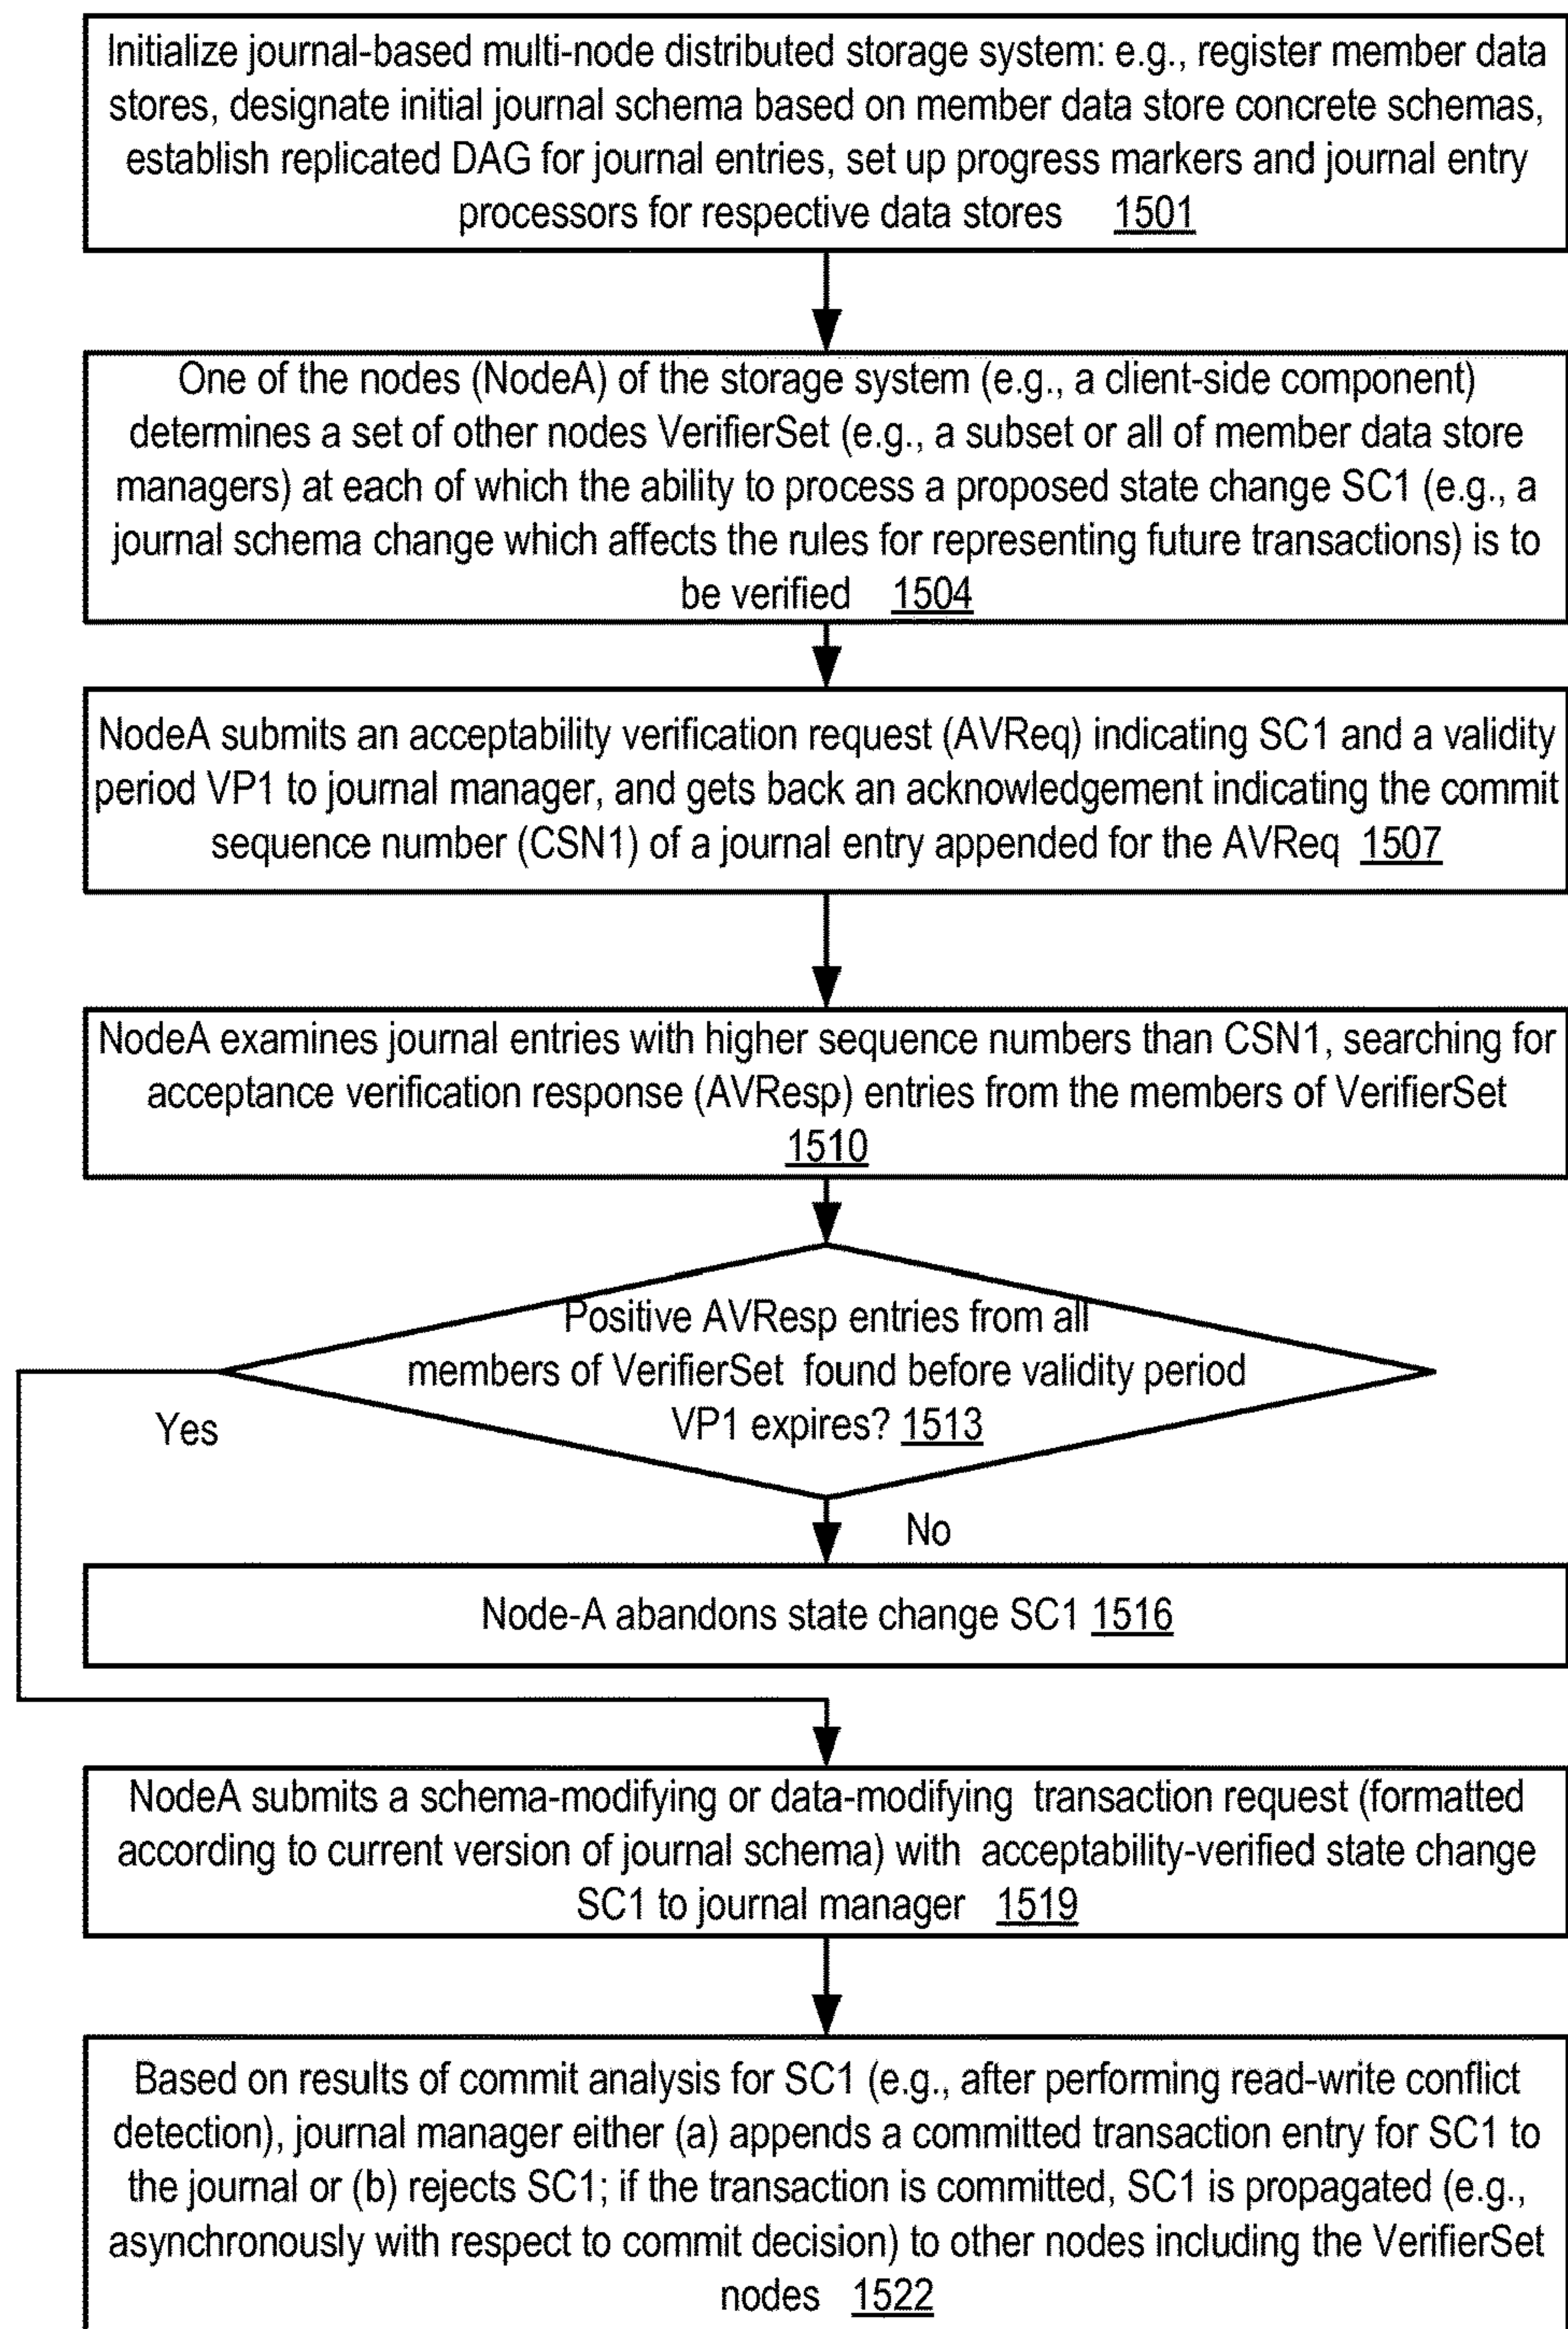 Initialize journal-based multi-node distributed storage system: e.g., register member data
stores, designate initial journal schema based on member data store concrete schemas,
establish replicated DAG for journal entries, set up progress markers and journal entry
processors for respective data stores 1501
One of the nodes (NodeA) of the storage system (e.g., a client-side component)
determines a set of other nodes VerifierSet (e.g., a subset or all of member data store
managers) at each of which the ability to process a proposed state change SC1 (e.g., a
journal schema change which affects the rules for representing future transactions) is to
be verified 1504
NodeA submits an acceptability verification request (AVReq) indicating SC1 and a validity
period VP1 to journal manager, and gets back an acknowledgement indicating the commit
sequence number (CSN1) of a journal entry appended for the AVReq 1507
NodeA examines journal entries with higher sequence numbers than CSN1, searching for
acceptance verification response (AVResp) entries from the members of VerifierSet
1510
Positive AVResp entries from all
members of VerifierSet found before validity period
VP1 expires? 1513
Yes
No
Node-A abandons state change SC1 1516
NodeA submits a schema-modifying or data-modifying transaction request (formatted
according to current version of journal schema) with acceptability-verified state change
SC1 to journal manager 1519
Based on results of commit analysis for SC1 (e.g., after performing read-write conflict
detection), journal manager either (a) appends a committed transaction entry for SC1 to
the journal or (b) rejects SC1; if the transaction is committed, SC1 is propagated (e.g.,
asynchronously with respect to commit decision) to other nodes including the VerifierSet
nodes 1522